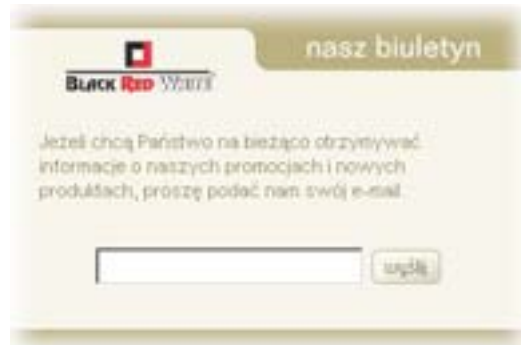 nasz biuletyn
BLACK RED WHITE
Jeżeli chcą Państwo na bieżąco otrzymywać
informacje o naszych promocjach i nowych
produktach, proszę podać nam swój e-mail
wyślij